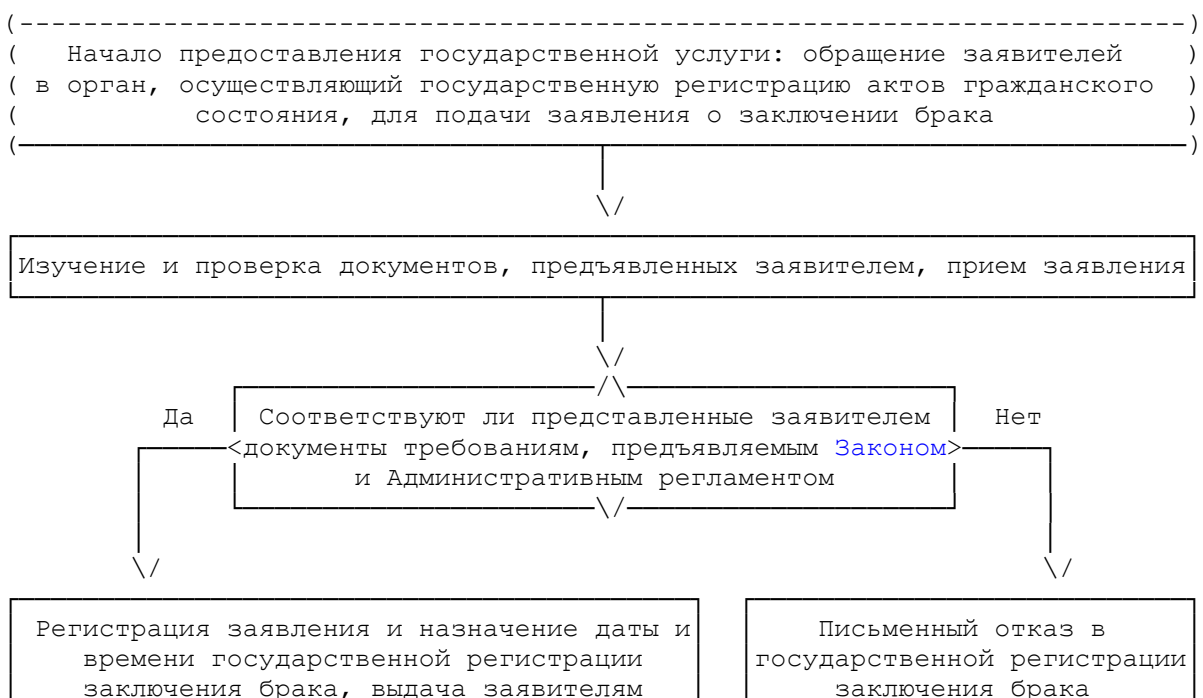 Начало предоставления государственной услуги: обращение заявителей
в орган, осуществляющий государственную регистрацию актов гражданского
состояния, для подачи заявления о заключении брака
Изучение и проверка документов, предъявленных заявителем, прием заявления
Да
Соответствуют ли представленные заявителем
Нет
документы требованиям, предъявляемым Законом
и Административным регламентом
Регистрация заявления и назначение даты и
времени государственной регистрации
заключения брака, выдача заявителям
Письменный отказ в
государственной регистрации
заключения брака